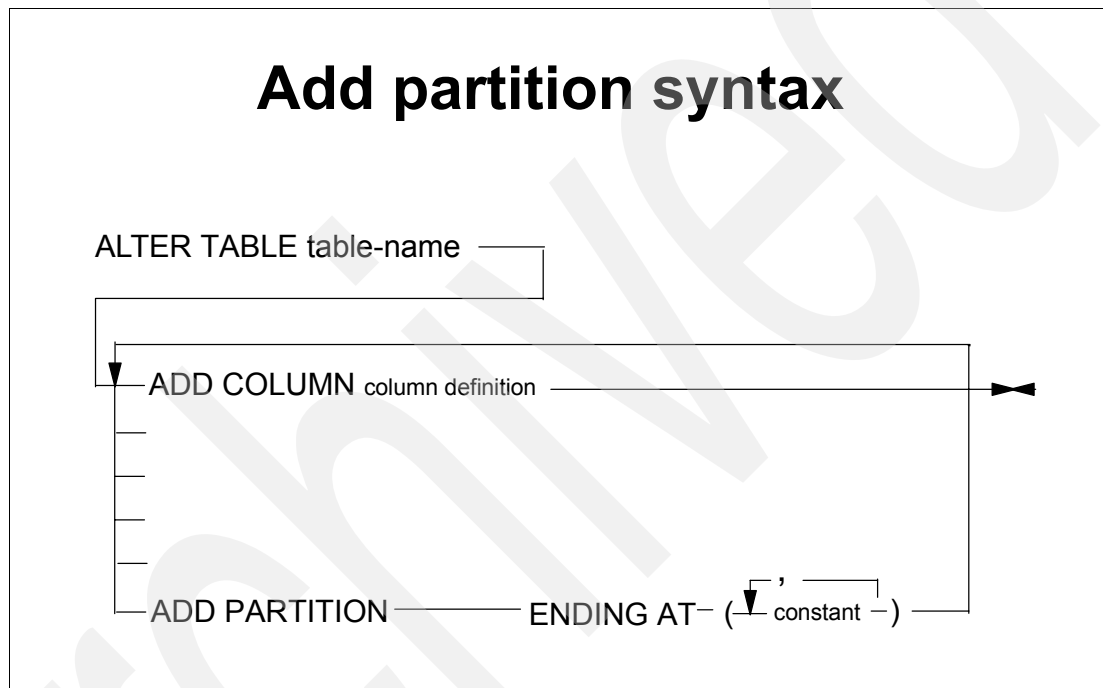 Add partition syntax
ALTER TABLE table-name
ADD COLUMN column definition
,
ADD PARTITION ENDING AT ( constant )